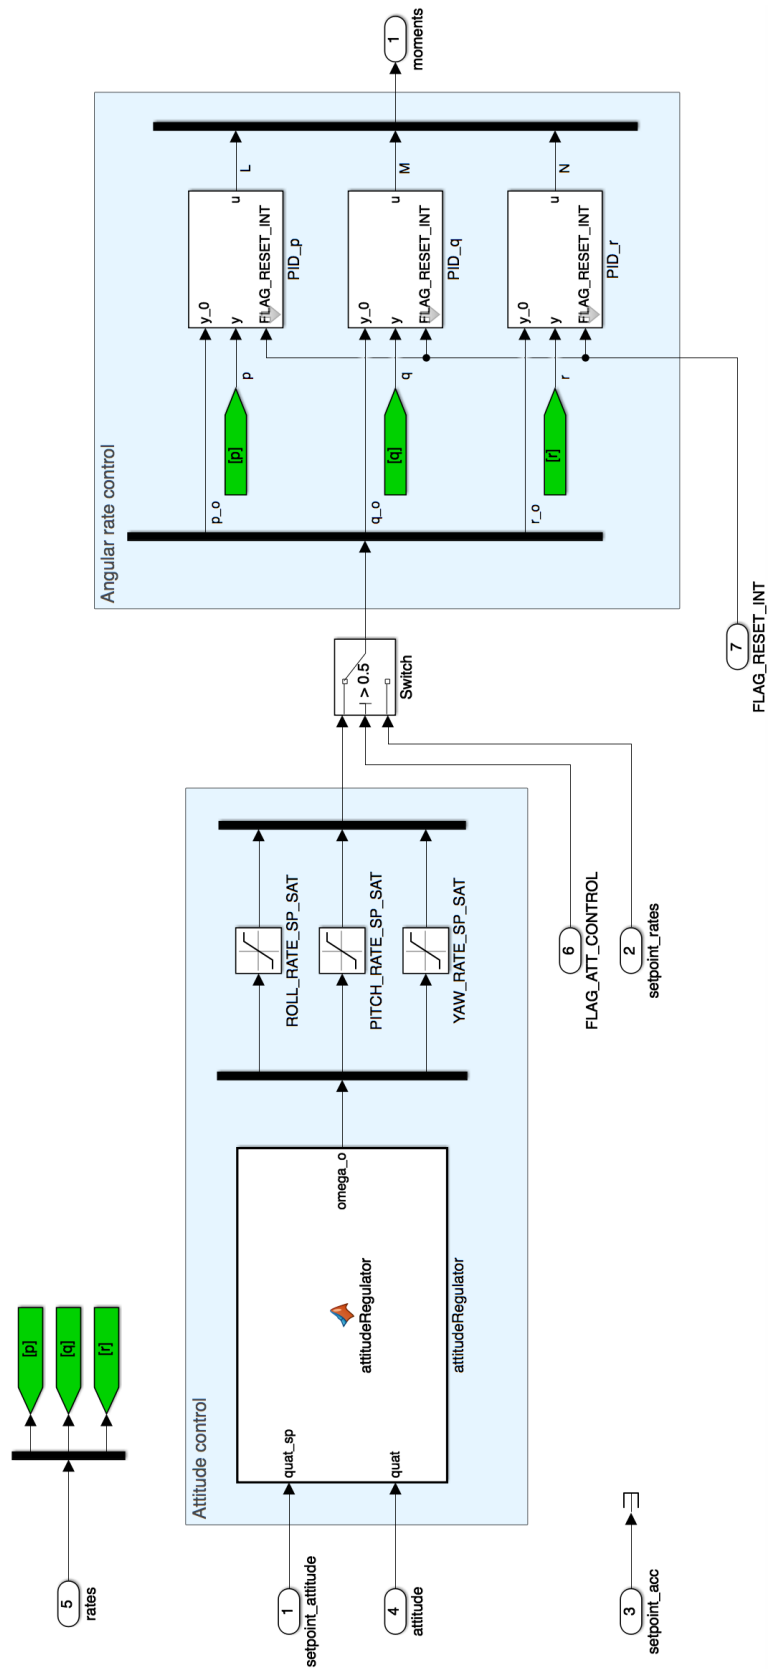 5
rates
[p]
[q]
[r]
Attitude control
1
setpoint_attitude
4
attitude
quat_sp
quat
omega_o
attitudeRegulator
attitudeRegulator
ROLL_RATE_SP_SAT
PITCH_RATE_SP_SAT
YAW_RATE_SP_SAT
3
setpoint_acc
6
FLAG_ATT_CONTROL
2
setpoint_rates
> 0.5
Switch
7
FLAG_RESET_INT
Angular rate control
p_o
[p]
p
y_0
y
FLAG_RESET_INT
u
PID_p
L
q_o
[q]
q
y_0
y
FLAG_RESET_INT
u
PID_q
M
r_o
[r]
r
y_0
y
FLAG_RESET_INT
u
PID_r
N
1
moments